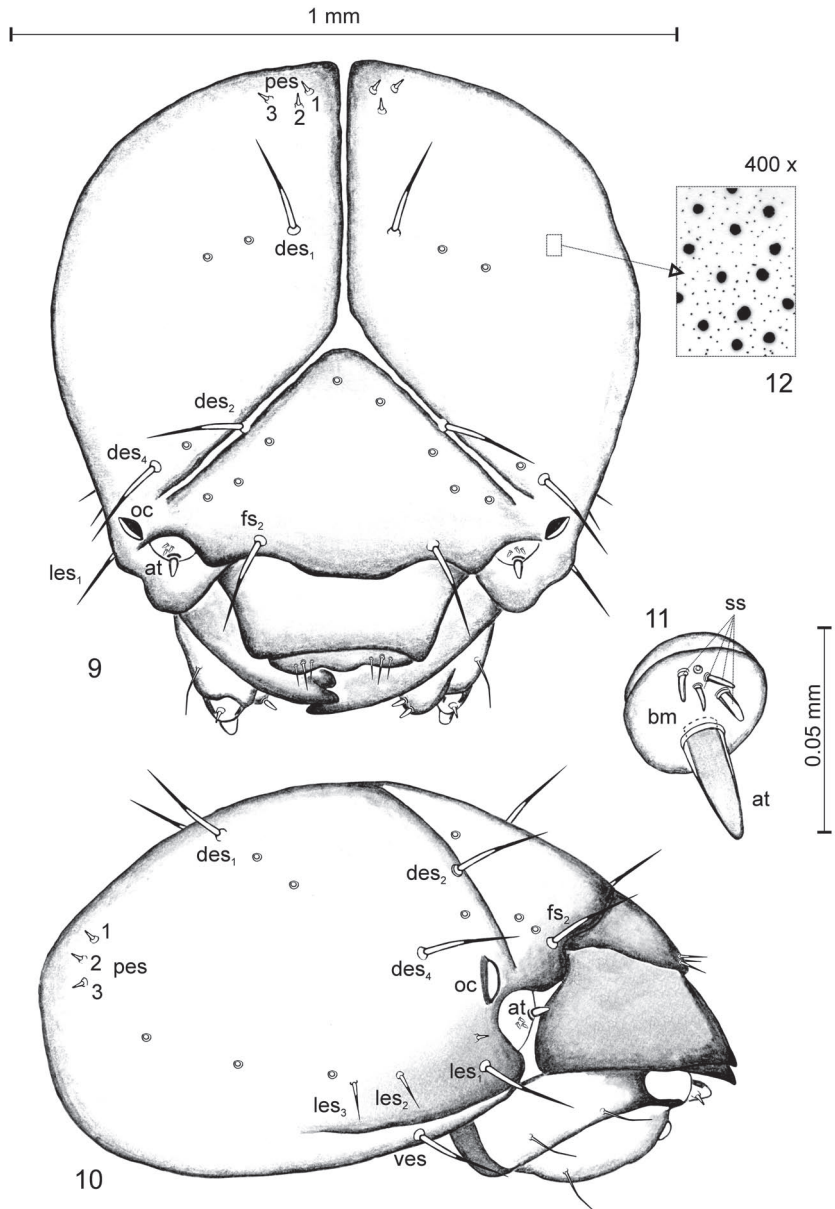 1 mm
pes
1
2
3
400 x
des₁
12
des₂
des₄
oc
fs₂
at
les₁
9
11
ss
bm
at
0.05 mm
des₁
des₂
fs₂
1
2
pes
3
des₄
oc
at
les₁
les₂
les₃
ves
10